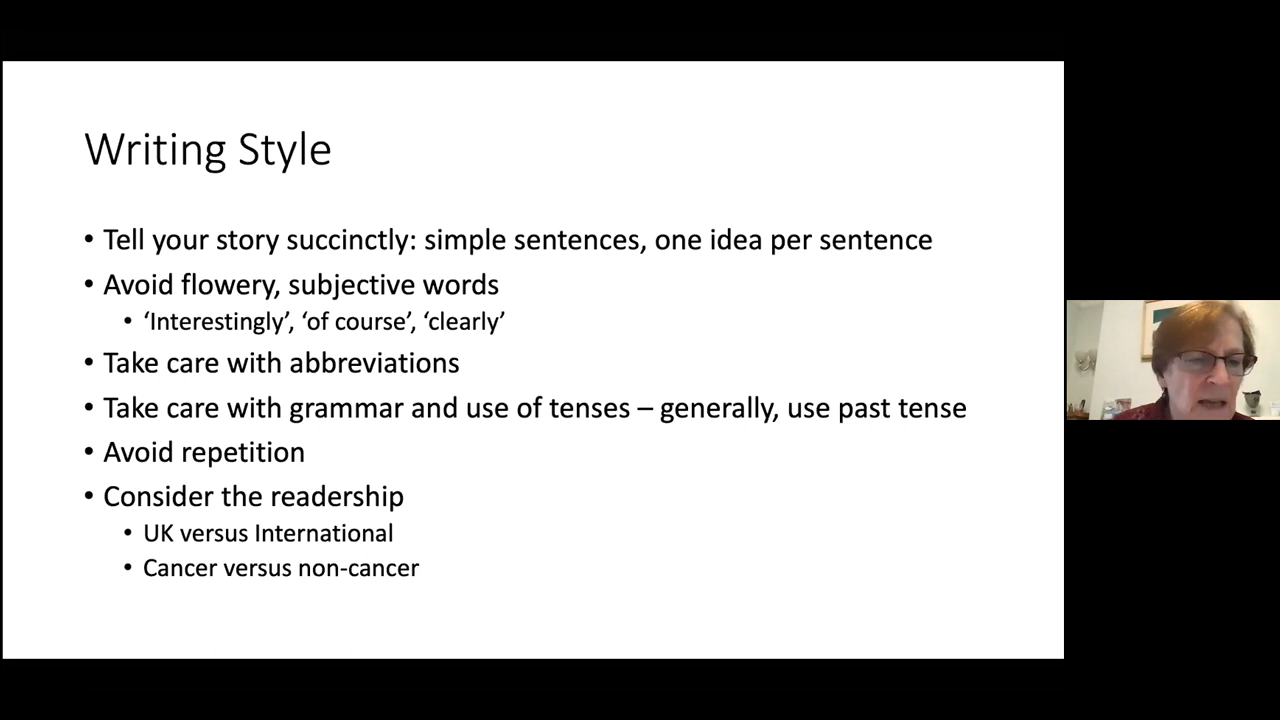 Writing Style
• Tell your story succinctly: simple sentences, one idea per sentence
• Avoid flowery, subjective words
• ‘Interestingly’, ‘of course’, ‘clearly’
• Take care with abbreviations
• Take care with grammar and use of tenses – generally, use past tense
• Avoid repetition
• Consider the readership
• UK versus International
• Cancer versus non-cancer